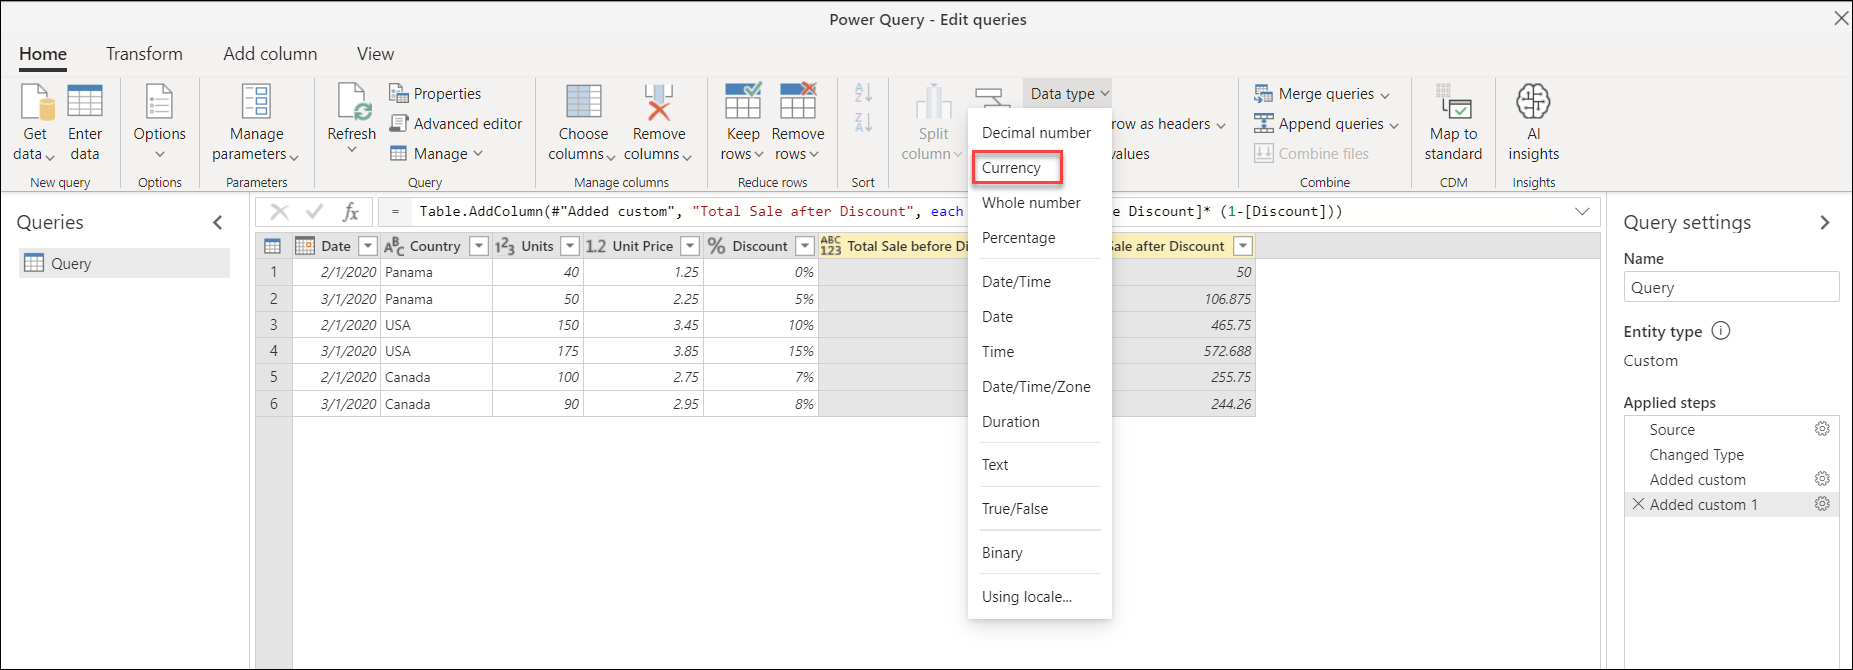 Power Query - Edit queries
Home Transform Add column View
Get data
Enter data
New query
Options
Options
Manage parameters
Parameters
Refresh
Properties
Advanced editor
Manage
Query
Choose columns
Remove columns
Manage columns
Keep rows
Remove rows
Reduce rows
A Z
Z A
Sort
Split column
Data type
row as headers
values
Merge queries
Append queries
Combine files
Combine
Map to standard
CDM
AI insights
Insights
Decimal number
Currency
Whole number
Percentage
Date/Time
Date
Time
Date/Time/Zone
Duration
Text
True/False
Binary
Using locale...
Queries
Query
fx = Table.AddColumn(#"Added custom", "Total Sale after Discount", each e Discount]* (1-[Discount]))
Date ABC Country 123 Units 1.2 Unit Price % Discount ABC 123 Total Sale before Di ale after Discount
1 2/1/2020 Panama 40 1.25 0% 50
2 3/1/2020 Panama 50 2.25 5% 106.875
3 2/1/2020 USA 150 3.45 10% 465.75
4 3/1/2020 USA 175 3.85 15% 572.688
5 2/1/2020 Canada 100 2.75 7% 255.75
6 3/1/2020 Canada 90 2.95 8% 244.26
Query settings
Name
Query
Entity type
Custom
Applied steps
Source
Changed Type
Added custom
Added custom 1